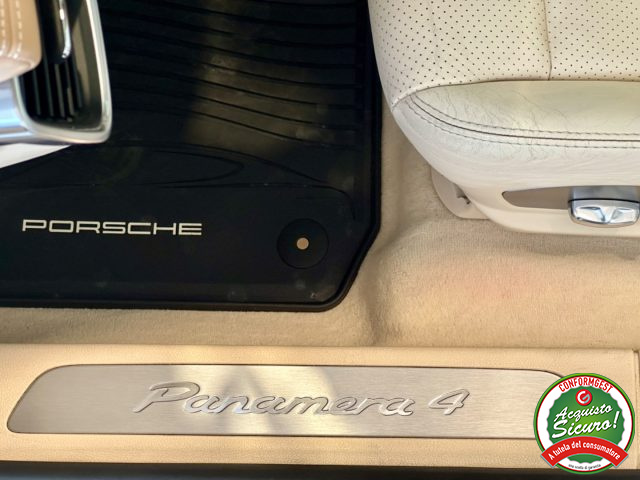 PORSCHE
Panamera 4
CONFORMGEST
Acquisto
Sicuro!
A tutela del consumatore